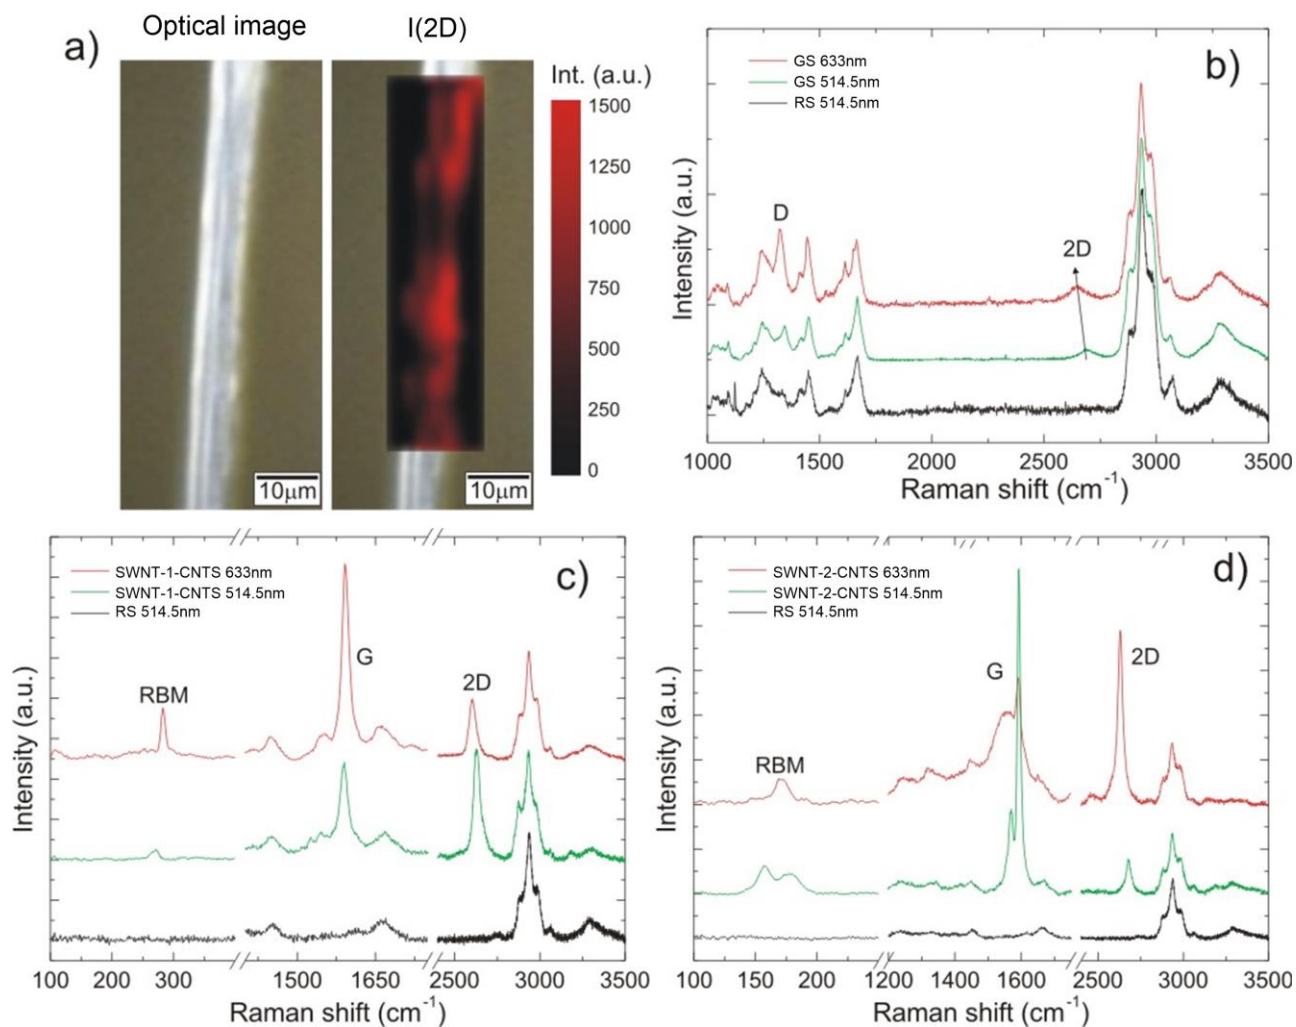 Optical image
I(2D)
a)
Int. (a.u.)
1500
1250
1000
750
500
250
0
10μm
10μm
b)
GS 633nm
GS 514.5nm
RS 514.5nm
D
2D
Intensity (a.u.)
1000 1500 2000 2500 3000 3500
Raman shift (cm⁻¹)
c)
SWNT-1-CNTS 633nm
SWNT-1-CNTS 514.5nm
RS 514.5nm
RBM
G
2D
Intensity (a.u.)
100 300 1500 1650 2500 3000 3500
Raman shift (cm⁻¹)
d)
SWNT-2-CNTS 633nm
SWNT-2-CNTS 514.5nm
RS 514.5nm
RBM
G
2D
Intensity (a.u.)
100 150 200 1200 1400 1600 2500 3000 3500
Raman shift (cm⁻¹)